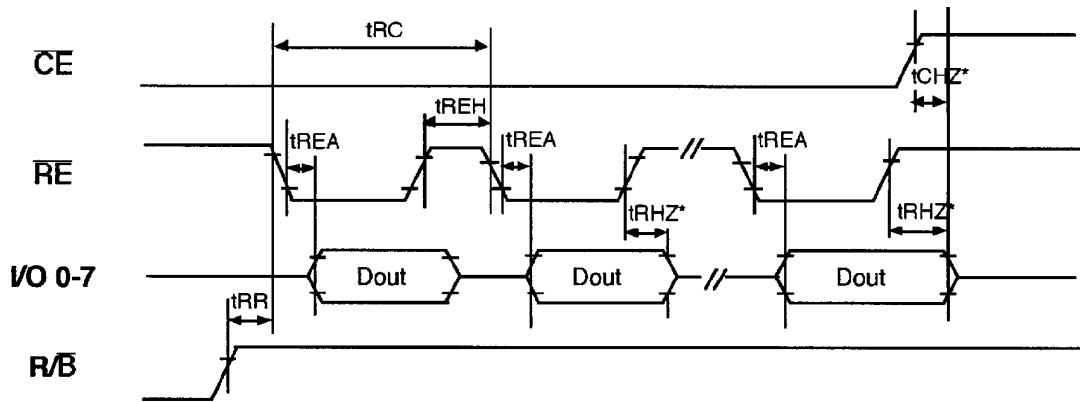 tRC
CE
tCHZ*
tREH
tREA
tREA
tREA
RE
tRHZ*
tRHZ*
I/O 0-7
Dout
Dout
Dout
tRR
R/B